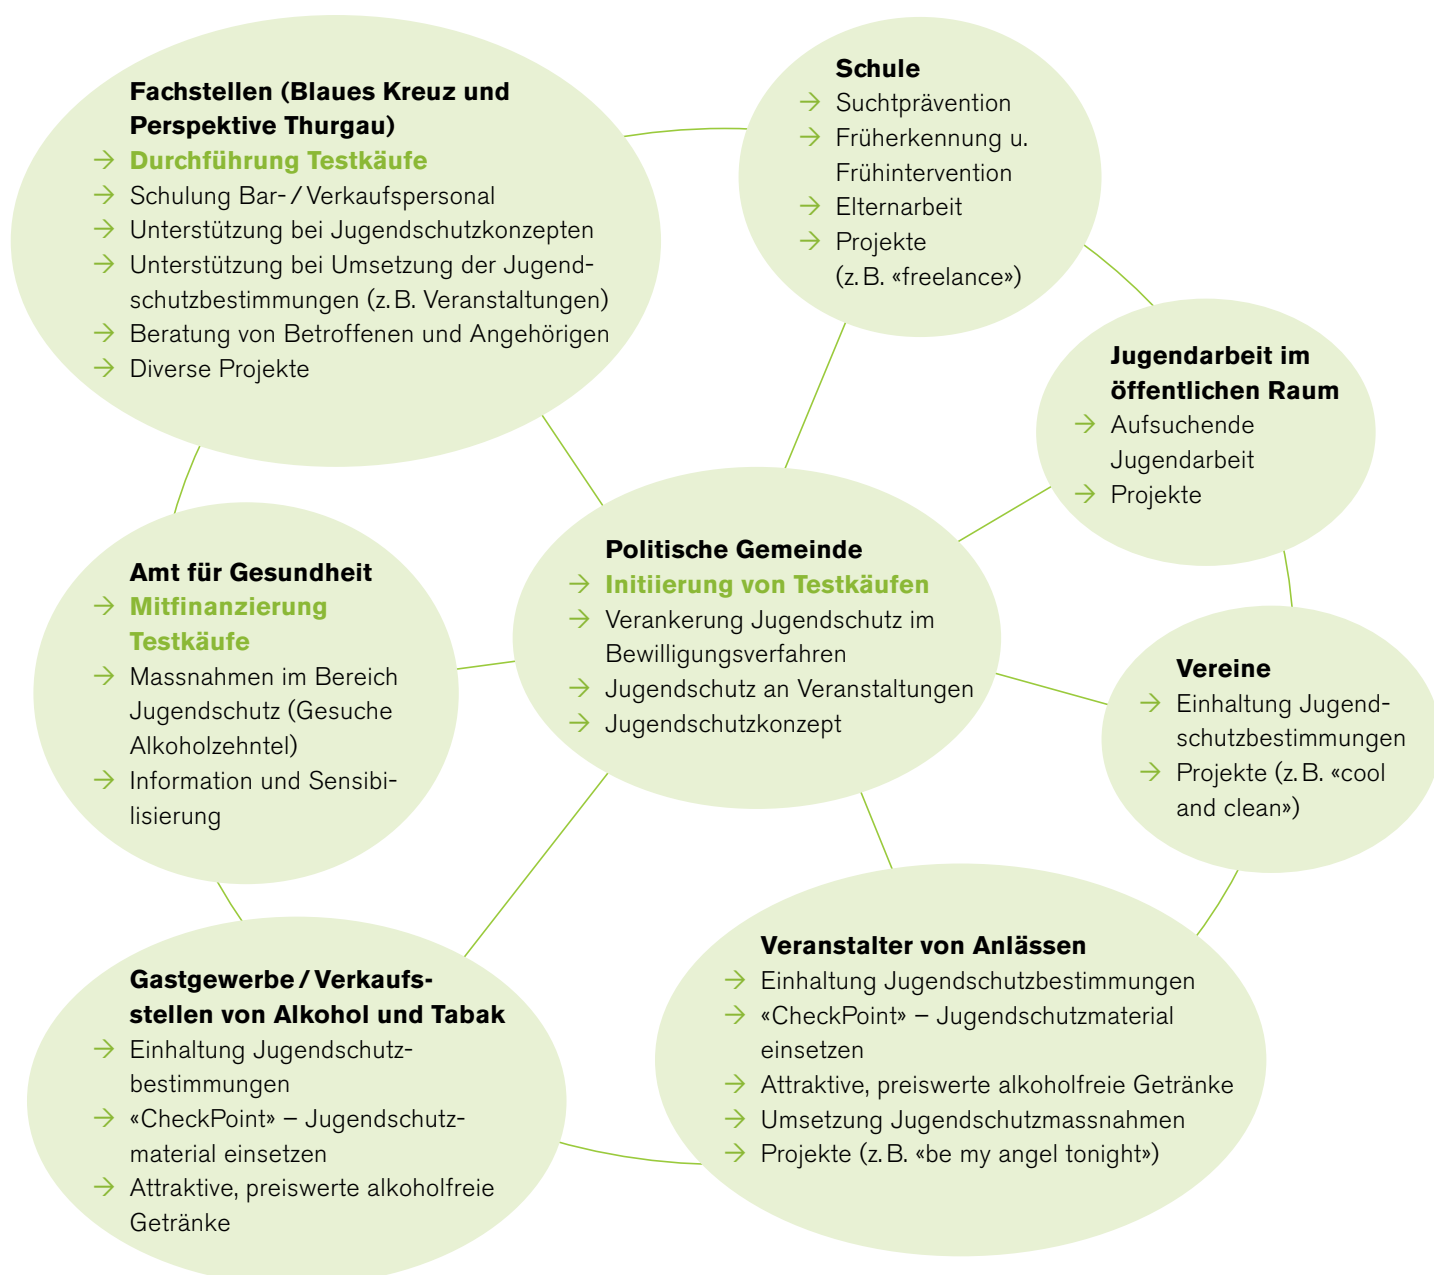 Fachstellen (Blaues Kreuz und
Perspektive Thurgau)
→ Durchführung Testkäufe
→ Schulung Bar-/Verkaufspersonal
→ Unterstützung bei Jugendschutzkonzepten
→ Unterstützung bei Umsetzung der Jugend-
schutzbestimmungen (z.B. Veranstaltungen)
→ Beratung von Betroffenen und Angehörigen
→ Diverse Projekte
Schule
→ Suchtprävention
→ Früherkennung u.
Frühintervention
→ Elternarbeit
→ Projekte
(z.B. «freelance»)
Jugendarbeit im
öffentlichen Raum
→ Aufsuchende
Jugendarbeit
→ Projekte
Amt für Gesundheit
→ Mitfinanzierung
Testkäufe
→ Massnahmen im Bereich
Jugendschutz (Gesuche
Alkoholzehntel)
→ Information und Sensibi-
lisierung
Politische Gemeinde
→ Initiierung von Testkäufen
→ Verankerung Jugendschutz im
Bewilligungsverfahren
→ Jugendschutz an Veranstaltungen
→ Jugendschutzkonzept
Vereine
→ Einhaltung Jugend-
schutzbestimmungen
→ Projekte (z.B. «cool
and clean»)
Gastgewerbe/Verkaufs-
stellen von Alkohol und Tabak
→ Einhaltung Jugendschutz-
bestimmungen
→ «CheckPoint» – Jugendschutz-
material einsetzen
→ Attraktive, preiswerte alkoholfreie
Getränke
Veranstalter von Anlässen
→ Einhaltung Jugendschutzbestimmungen
→ «CheckPoint» – Jugendschutzmaterial
einsetzen
→ Attraktive, preiswerte alkoholfreie Getränke
→ Umsetzung Jugendschutzmassnahmen
→ Projekte (z.B. «be my angel tonight»)